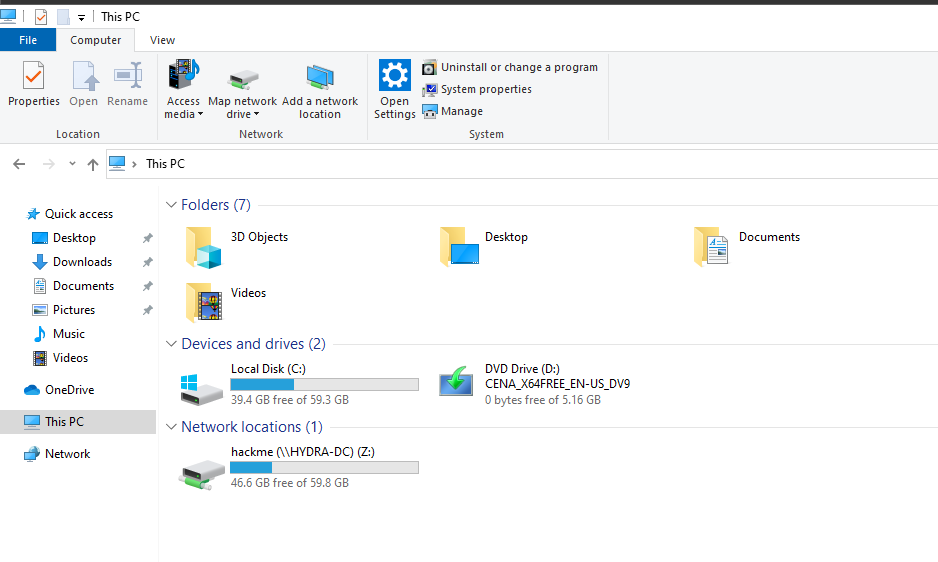 This PC
File
Computer
View
Properties
Open
Rename
Access
media
Map network
drive
Add a network
location
Open
Settings
Uninstall or change a program
System properties
Manage
Location
Network
System
This PC
Quick access
Desktop
Downloads
Documents
Pictures
Music
Videos
OneDrive
This PC
Network
Folders (7)
3D Objects
Desktop
Documents
Videos
Devices and drives (2)
Local Disk (C:)
39.4 GB free of 59.3 GB
DVD Drive (D:)
CENA_X64FREE_EN-US_DV9
0 bytes free of 5.16 GB
Network locations (1)
hackme (\\HYDRA-DC) (Z:)
46.6 GB free of 59.8 GB